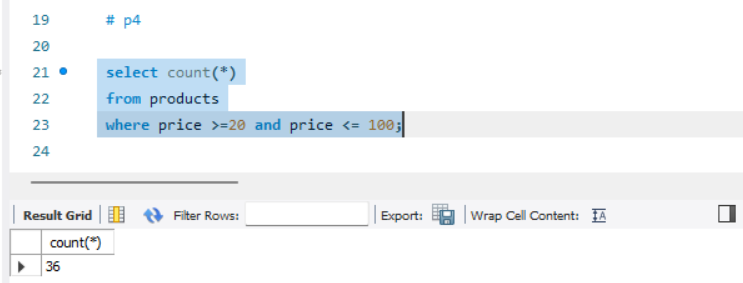 19 # p4
20
21 select count(*)
22 from products
23 where price >=20 and price <= 100;
24
Result Grid Filter Rows: Export: Wrap Cell Content: IA
count(*)
36